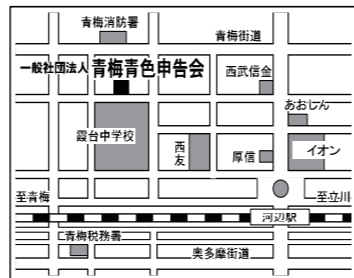 青梅消防署
青梅街道
一般社団法人 青梅青色申告会
西武信金
あおしん
霞台中学校
西友
厚信
イオン
至青梅
至立川
河辺駅
青梅税務署
奥多摩街道